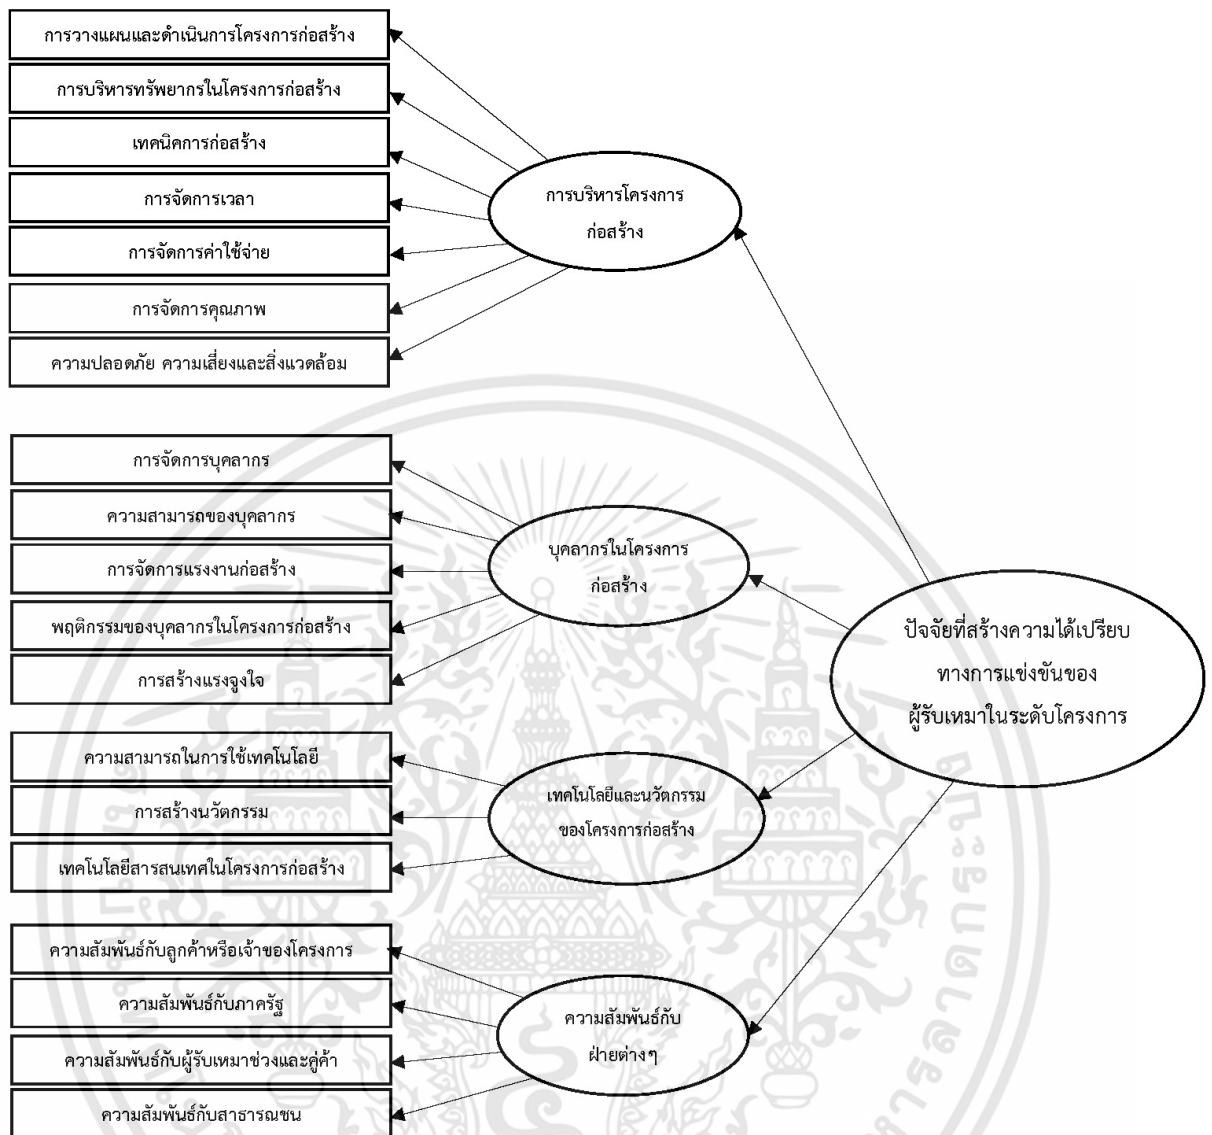 การวางแผนและดำเนินการโครงการก่อสร้าง
การบริหารทรัพยากรในโครงการก่อสร้าง
เทคนิคการก่อสร้าง
การจัดการเวลา
การจัดการค่าใช้จ่าย
การจัดการคุณภาพ
ความปลอดภัย ความเสี่ยงและสิ่งแวดล้อม
การบริหารโครงการ
ก่อสร้าง
การจัดการบุคลากร
ความสามารถของบุคลากร
การจัดการแรงงานก่อสร้าง
พฤติกรรมของบุคลากรในโครงการก่อสร้าง
การสร้างแรงจูงใจ
บุคลากรในโครงการ
ก่อสร้าง
ความสามารถในการใช้เทคโนโลยี
การสร้างนวัตกรรม
เทคโนโลยีสารสนเทศในโครงการก่อสร้าง
เทคโนโลยีและนวัตกรรม
ของโครงการก่อสร้าง
ความสัมพันธ์กับลูกค้าหรือเจ้าของโครงการ
ความสัมพันธ์กับภาครัฐ
ความสัมพันธ์กับผู้รับเหมาช่วงและคู่ค้า
ความสัมพันธ์กับสาธารณชน
ความสัมพันธ์กับ
ฝ่ายต่างๆ
ปัจจัยที่สร้างความได้เปรียบ
ทางการแข่งขันของ
ผู้รับเหมาในระดับโครงการ